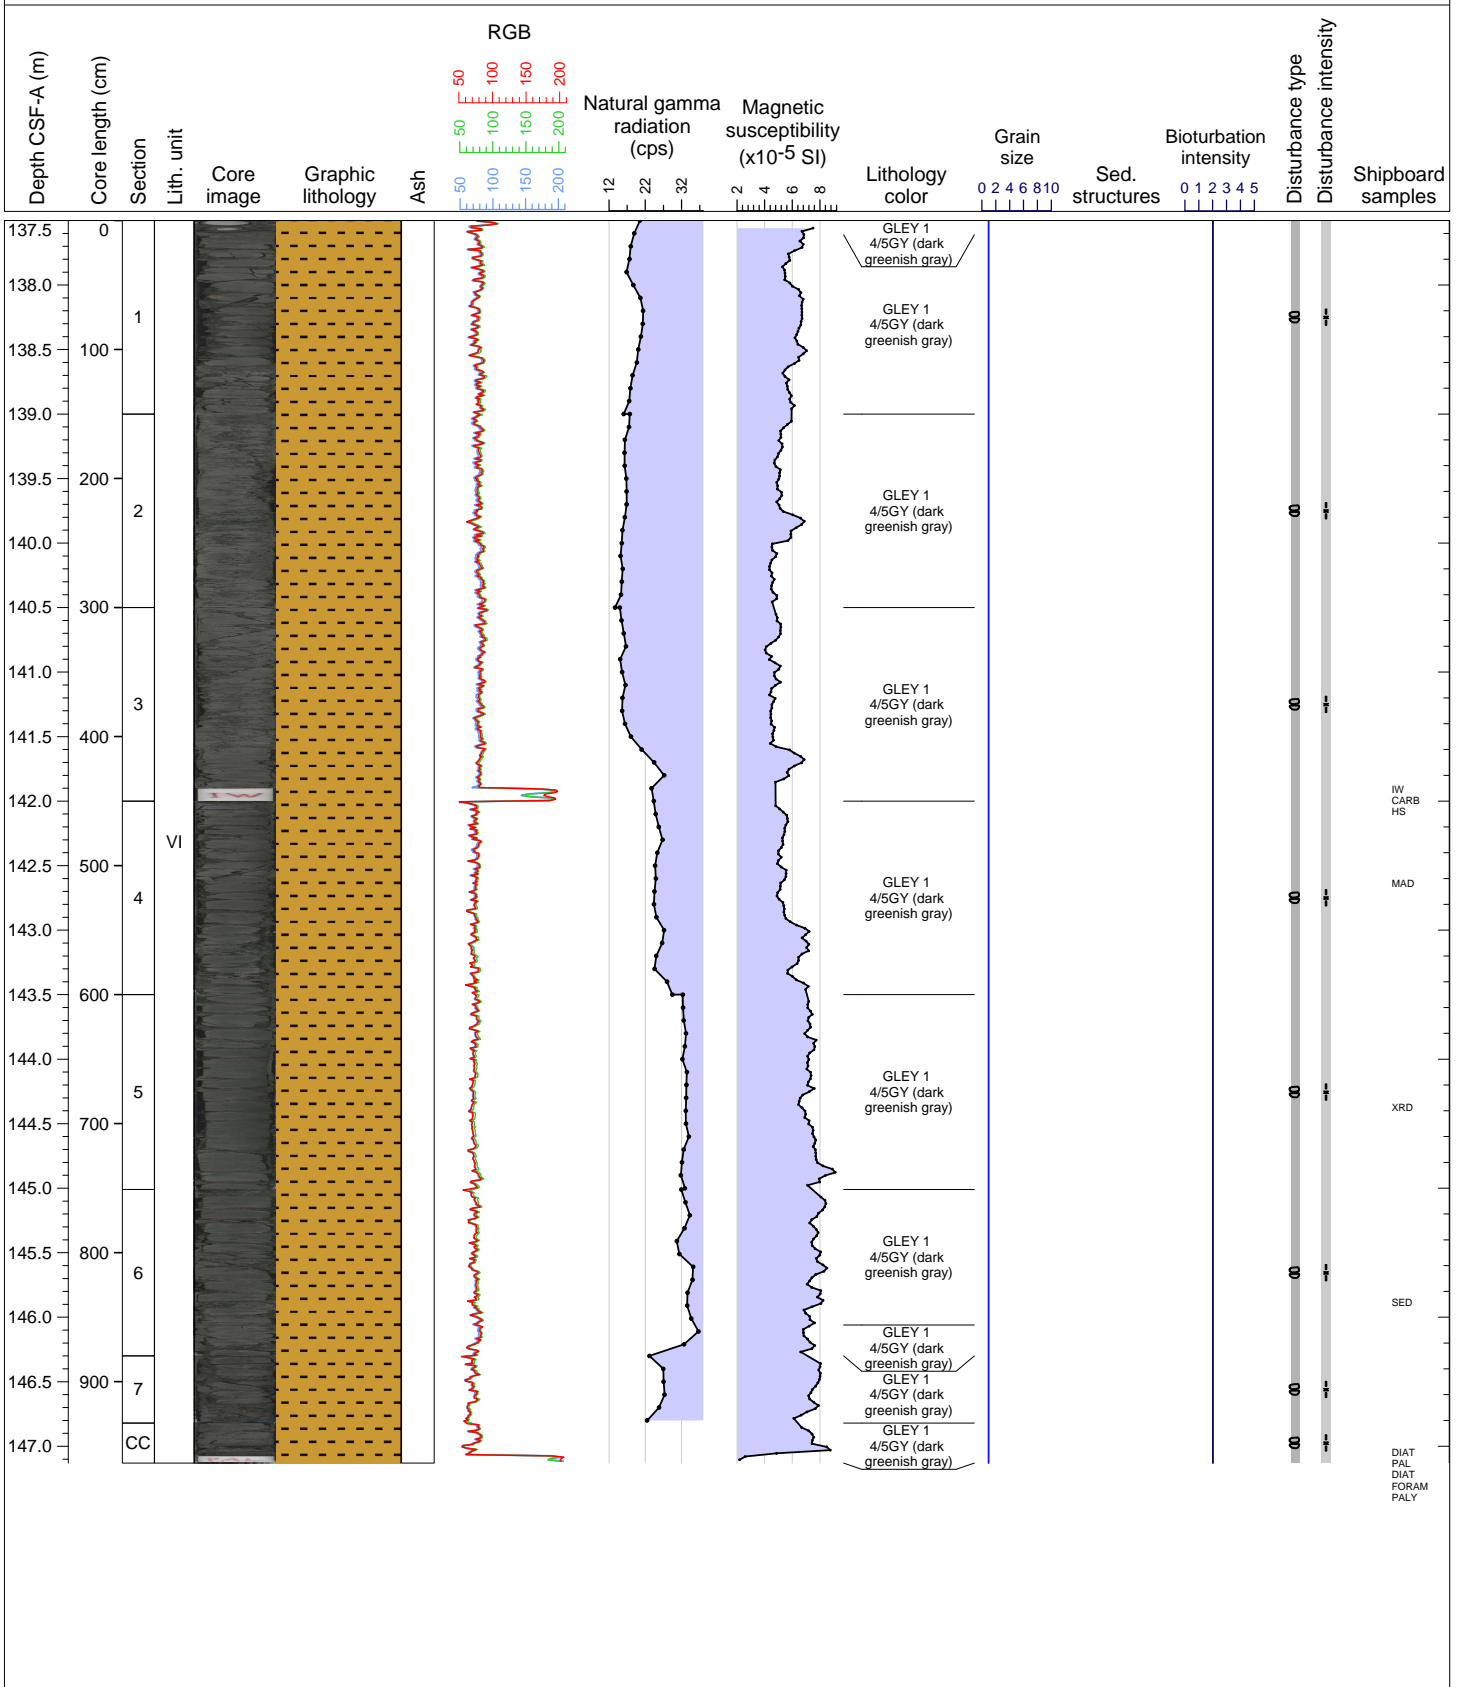 RGB
50 100 150 200
50 100 150 200
50 100 150 200
Depth CSF-A (m)
Core length (cm)
Section
Lith. unit
Core
image
Graphic
lithology
Ash
Natural gamma
radiation
(cps)
12 22 32
Magnetic
susceptibility
(x10-5 SI)
2 4 6 8
Lithology
color
Grain
size
0 2 4 6 8 10
Sed.
structures
Bioturbation
intensity
0 1 2 3 4 5
Disturbance type
Disturbance intensity
Shipboard
samples
137.5
138.0
138.5
139.0
139.5
140.0
140.5
141.0
141.5
142.0
142.5
143.0
143.5
144.0
144.5
145.0
145.5
146.0
146.5
147.0
0
100
200
300
400
500
600
700
800
900
1
2
3
4
5
6
7
CC
VI
IW
PAL
GLEY 1
4/5GY (dark
greenish gray)
GLEY 1
4/5GY (dark
greenish gray)
GLEY 1
4/5GY (dark
greenish gray)
GLEY 1
4/5GY (dark
greenish gray)
GLEY 1
4/5GY (dark
greenish gray)
GLEY 1
4/5GY (dark
greenish gray)
GLEY 1
4/5GY (dark
greenish gray)
GLEY 1
4/5GY (dark
greenish gray)
GLEY 1
4/5GY (dark
greenish gray)
GLEY 1
4/5GY (dark
greenish gray)
IW
CARB
HS
MAD
XRD
SED
DIAT
PAL
DIAT
FORAM
PALY